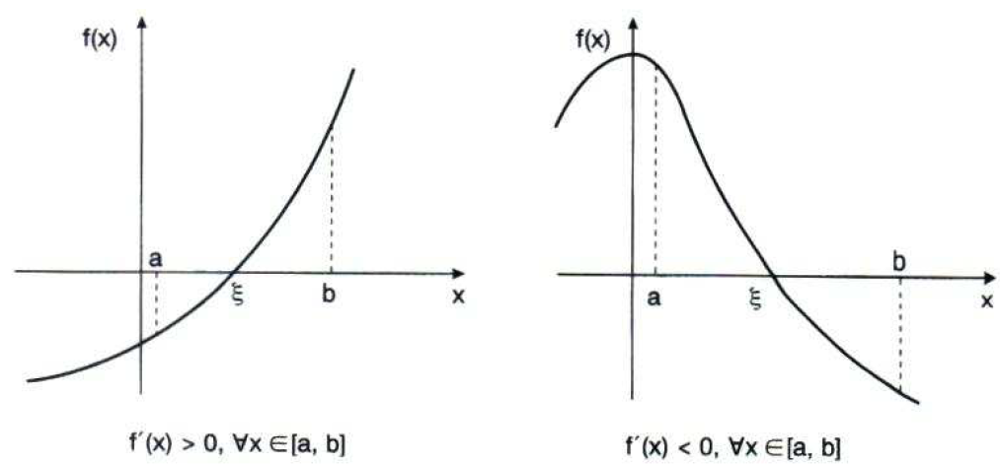 f(x)
a
ξ
b
x
f´(x) > 0, ∀x ∈[a, b]
f(x)
a
ξ
b
x
f´(x) < 0, ∀x ∈[a, b]